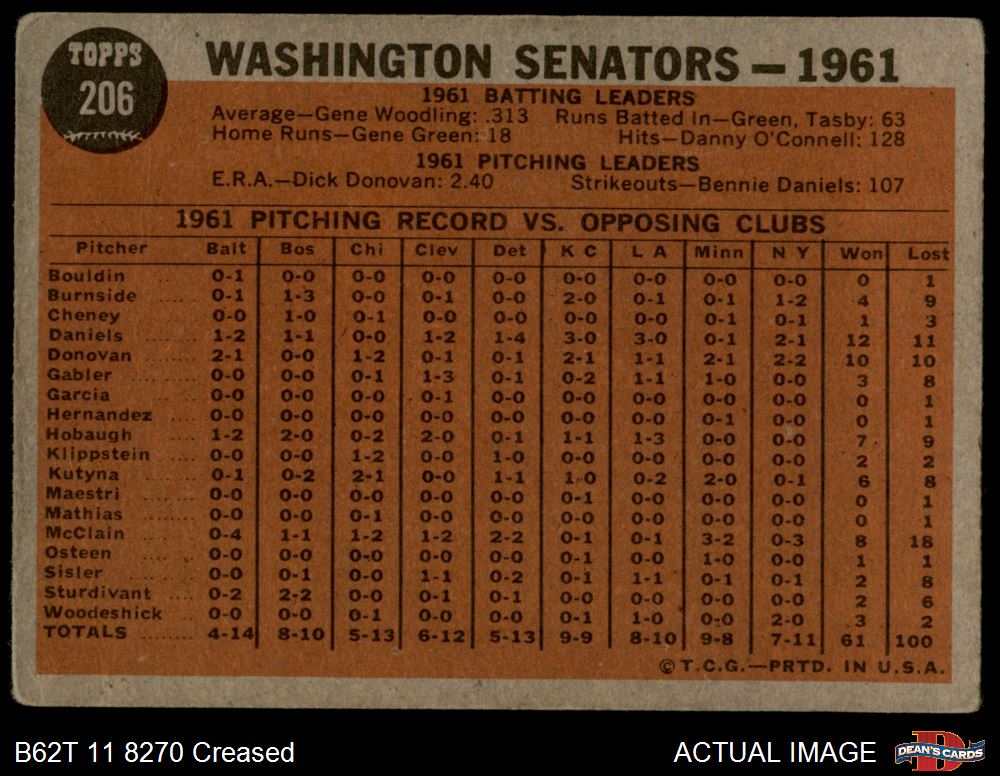 TOPPS
206
WASHINGTON SENATORS — 1961
1961 BATTING LEADERS
Average—Gene Woodling: .313 Runs Batted In—Green, Tasby: 63
Home Runs—Gene Green: 18 Hits—Danny O'Connell: 128
1961 PITCHING LEADERS
E.R.A.—Dick Donovan: 2.40 Strikeouts—Bennie Daniels: 107
1961 PITCHING RECORD VS. OPPOSING CLUBS
Pitcher Balt Bos Chi Clev Det K C L A Minn N Y Won Lost
Bouldin 0-1 0-0 0-0 0-0 0-0 0-0 0-0 0-0 0-0 0 1
Burnside 0-1 1-3 0-0 0-1 0-0 2-0 0-1 0-1 1-2 4 9
Cheney 0-0 1-0 0-1 0-0 0-0 0-0 0-0 0-1 0-1 1 3
Daniels 1-2 1-1 0-0 1-2 1-4 3-0 3-0 0-1 2-1 12 11
Donovan 2-1 0-0 1-2 0-1 0-1 2-1 1-1 2-1 2-2 10 10
Gabler 0-0 0-0 0-1 1-3 0-1 0-2 1-1 1-0 0-0 3 8
Garcia 0-0 0-0 0-0 0-1 0-0 0-0 0-0 0-0 0-0 0 1
Hernandez 0-0 0-0 0-0 0-0 0-0 0-0 0-0 0-1 0-0 0 1
Hobaugh 1-2 2-0 0-2 2-0 0-1 1-1 1-3 0-0 0-0 7 9
Klippstein 0-0 0-0 1-2 0-0 1-0 0-0 0-0 0-0 0-0 2 2
Kutyna 0-1 0-2 2-1 0-0 1-1 1-0 0-2 2-0 0-1 6 8
Maestri 0-0 0-0 0-0 0-0 0-0 0-1 0-0 0-0 0-0 0 1
Mathias 0-0 0-0 0-1 0-0 0-0 0-0 0-0 0-0 0-0 0 1
McClain 0-4 1-1 1-2 1-2 2-2 0-1 0-1 3-2 0-3 8 18
Osteen 0-0 0-0 0-0 0-0 0-0 0-1 0-0 1-0 0-0 1 1
Sisler 0-0 0-1 0-0 1-1 0-2 0-1 1-1 0-1 0-1 2 8
Sturdivant 0-2 2-2 0-0 0-1 0-1 0-0 0-0 0-0 0-0 2 6
Woodeshick 0-0 0-0 0-1 0-0 0-0 0-1 1-0 0-0 2-0 3 2
TOTALS 4-14 8-10 5-13 6-12 5-13 9-9 8-10 9-8 7-11 61 100
©T.C.G.—PRTD. IN U.S.A.
B62T 11 8270 Creased ACTUAL IMAGE DEAN'S CARDS